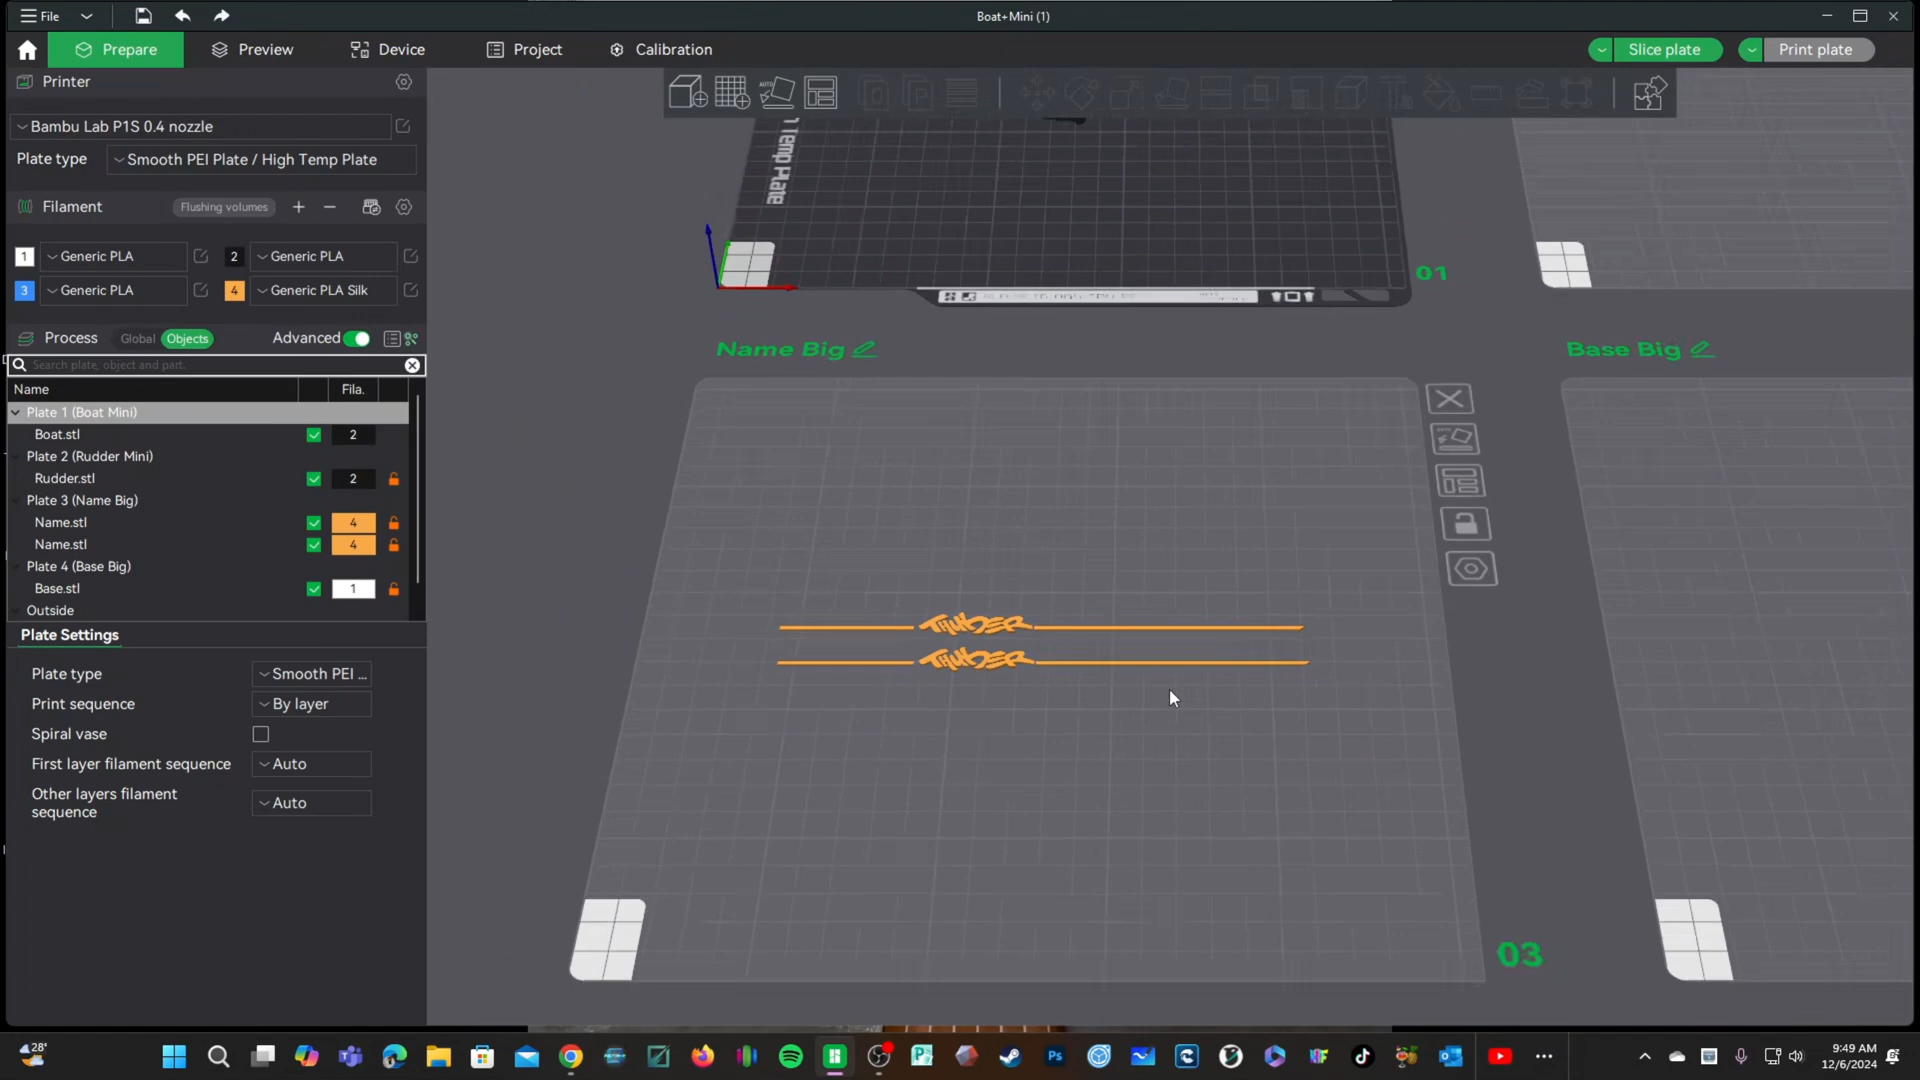 File
Boat+Mini (1)
Prepare
Preview
Device
Project
Calibration
Slice plate
Print plate
Printer
Bambu Lab P1S 0.4 nozzle
Plate type
Smooth PEI Plate / High Temp Plate
Filament
Flushing volumes
1
Generic PLA
2
Generic PLA
3
Generic PLA
4
Generic PLA Silk
Process
Global
Objects
Advanced
Search plate, object and part.
Name
Fila.
Plate 1 (Boat Mini)
Boat.stl
2
Plate 2 (Rudder Mini)
Rudder.stl
2
Plate 3 (Name Big)
Name.stl
4
Name.stl
4
Plate 4 (Base Big)
Base.stl
1
Outside
Plate Settings
Plate type
Smooth PEI ...
Print sequence
By layer
Spiral vase
First layer filament sequence
Auto
Other layers filament
sequence
Auto
Temp Plate
01
Name Big
Base Big
THUNDER
THUNDER
03
28°
Ps
9:49 AM
12/6/2024